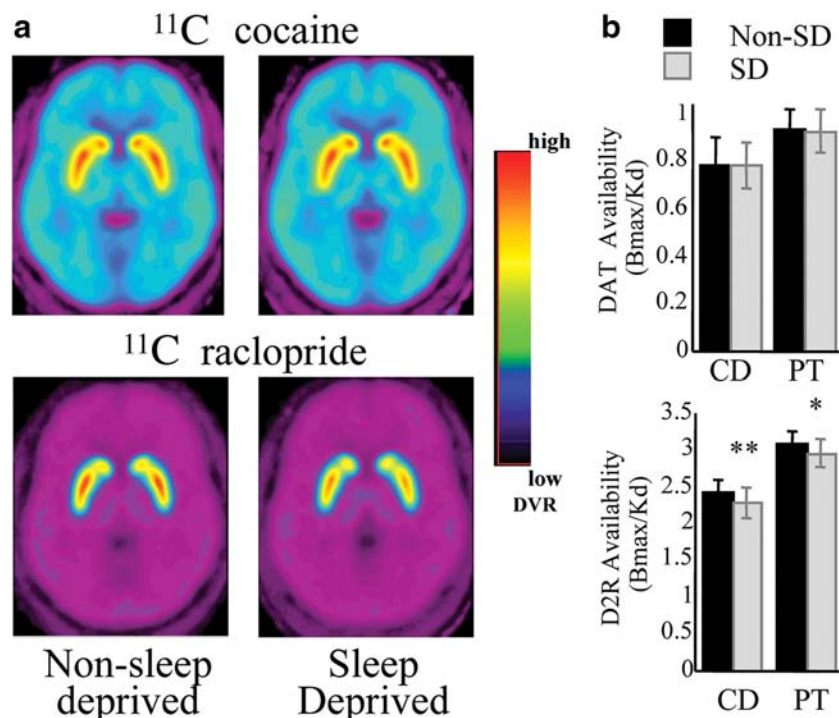 a
¹¹C cocaine
high
low
DVR
¹¹C raclopride
Non-sleep deprived
Sleep Deprived
b
Non-SD
SD
DAT Availability
(Bmax/Kd)
1
0.8
0.6
0.4
0.2
0
CD PT
D2R Availability
(Bmax/Kd)
3.5
3
2.5
2
1.5
1
0.5
0
** *
CD PT